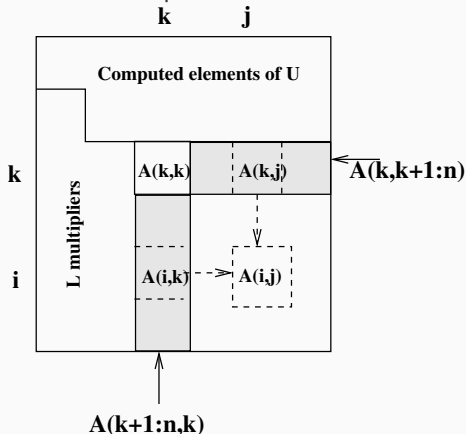 k j
Computed elements of U
k A(k,k) A(k,j) A(k,k+1:n)
L multipliers
i A(i,k) A(i,j)
A(k+1:n,k)